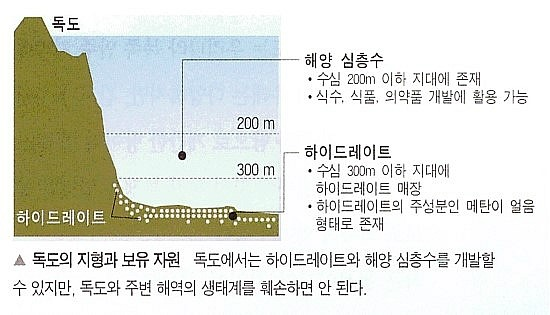 독도
해양 심층수
• 수심 200m 이하 지대에 존재
• 식수, 식품, 의약품 개발에 활용 가능
200 m
하이드레이트
300 m
• 수심 300m 이하 지대에
하이드레이트 매장
• 하이드레이트의 주성분인 메탄이 얼음
형태로 존재
하이드레이트
▲ 독도의 지형과 보유 자원 독도에서는 하이드레이트와 해양 심층수를 개발할
수 있지만, 독도와 주변 해역의 생태계를 훼손하면 안 된다.